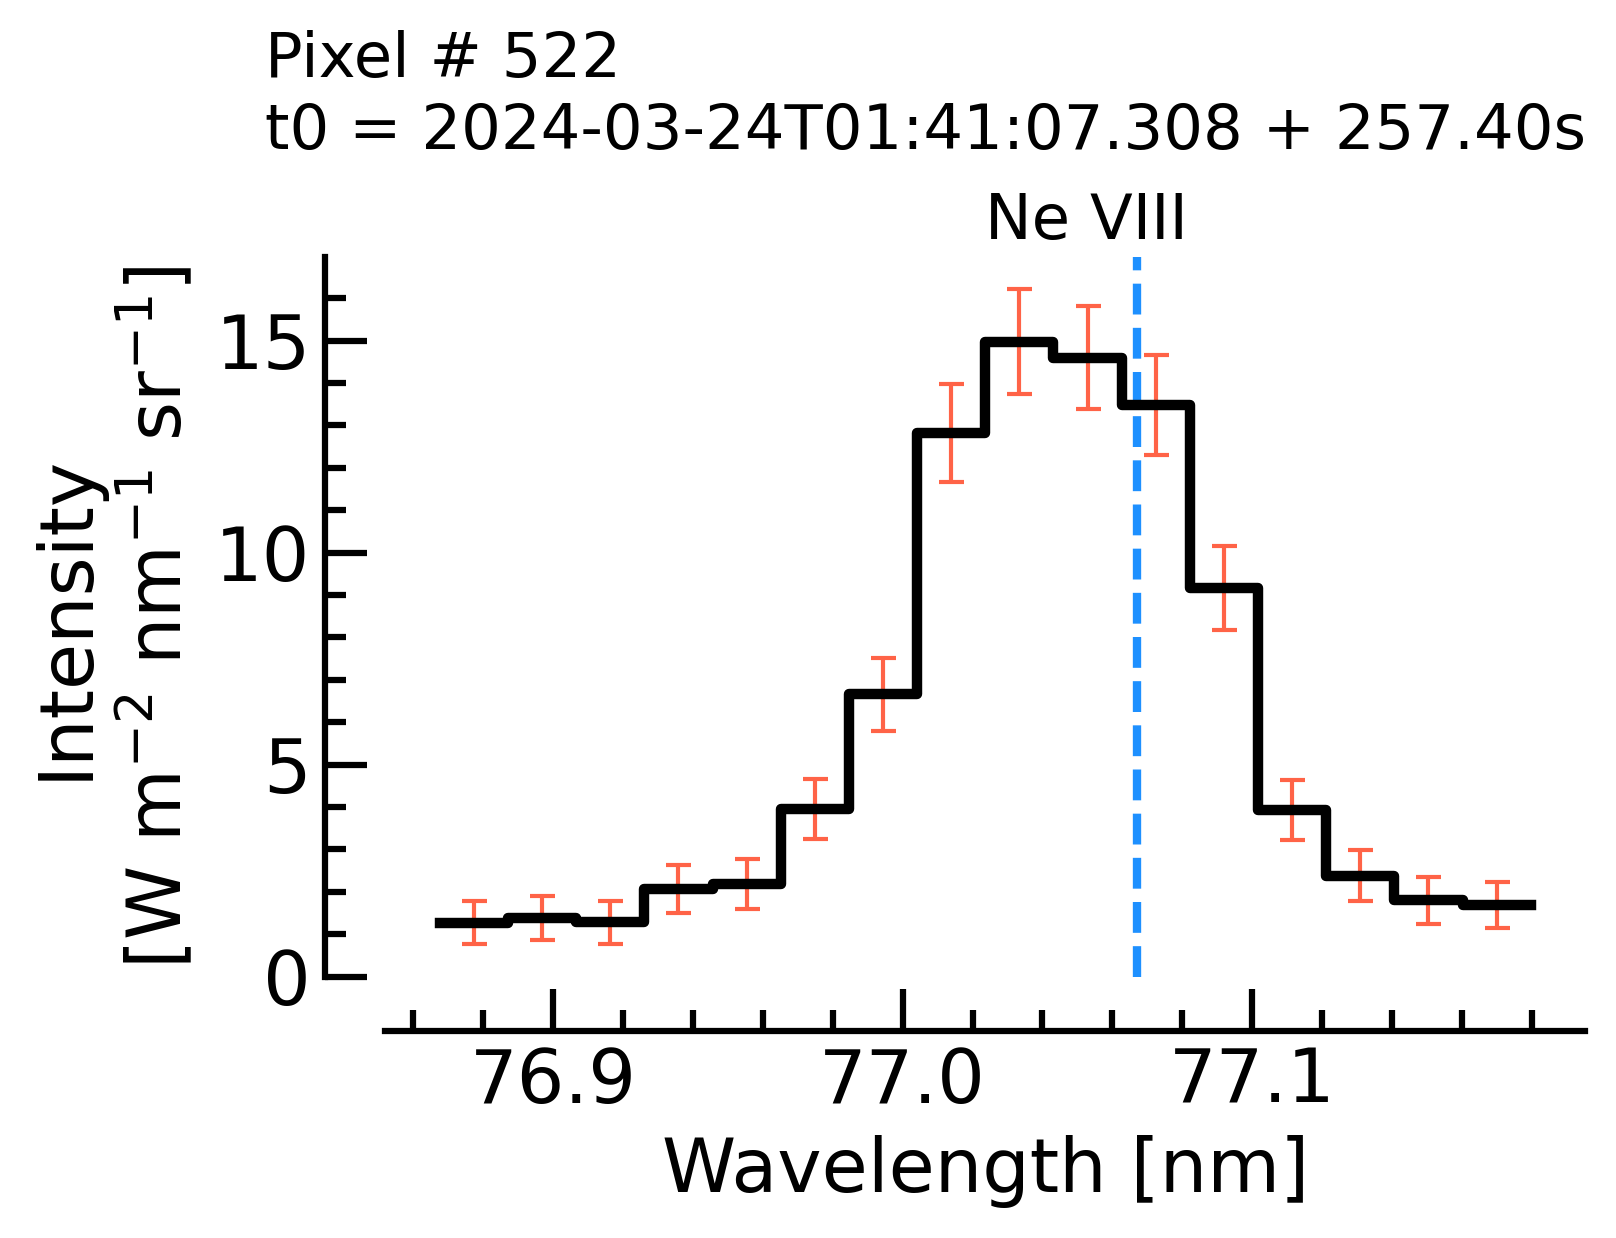 Pixel # 522
t0 = 2024-03-24T01:41:07.308 + 257.40s
Ne VIII
Intensity
[W m⁻² nm⁻¹ sr⁻¹]
15
10
5
0
76.9 77.0 77.1
Wavelength [nm]